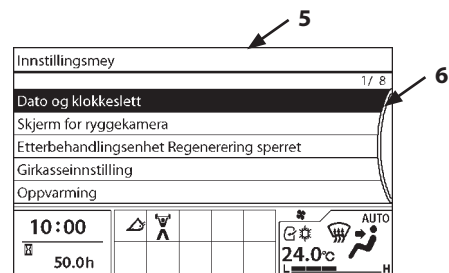 5
Innstillingsmey
1/ 8
6
Dato og klokkeslett
Skjerm for ryggekamera
Etterbehandlingsenhet Regenerering sperret
Girkasseinnstilling
Oppvarming
10:00
AUTO
50.0h
24.0℃
L H